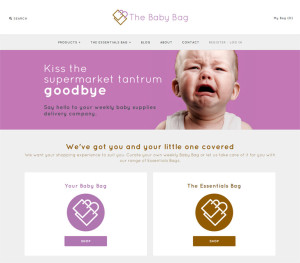 SEARCH
The Baby Bag
My Bag (0)
PRODUCTS
THE ESSENTIALS BAG
BLOG
ABOUT
CONTACT
REGISTER
LOG IN
Kiss the
supermarket tantrum
goodbye
Say hello to your weekly baby supplies
delivery company.
We've got you and your little one covered
We want your shopping experience to suit you. Create your own weekly Baby Bag or let us take care of it for you with
our range of Essentials Bags.
Your Baby Bag
The Essentials Bag
SHOP
SHOP